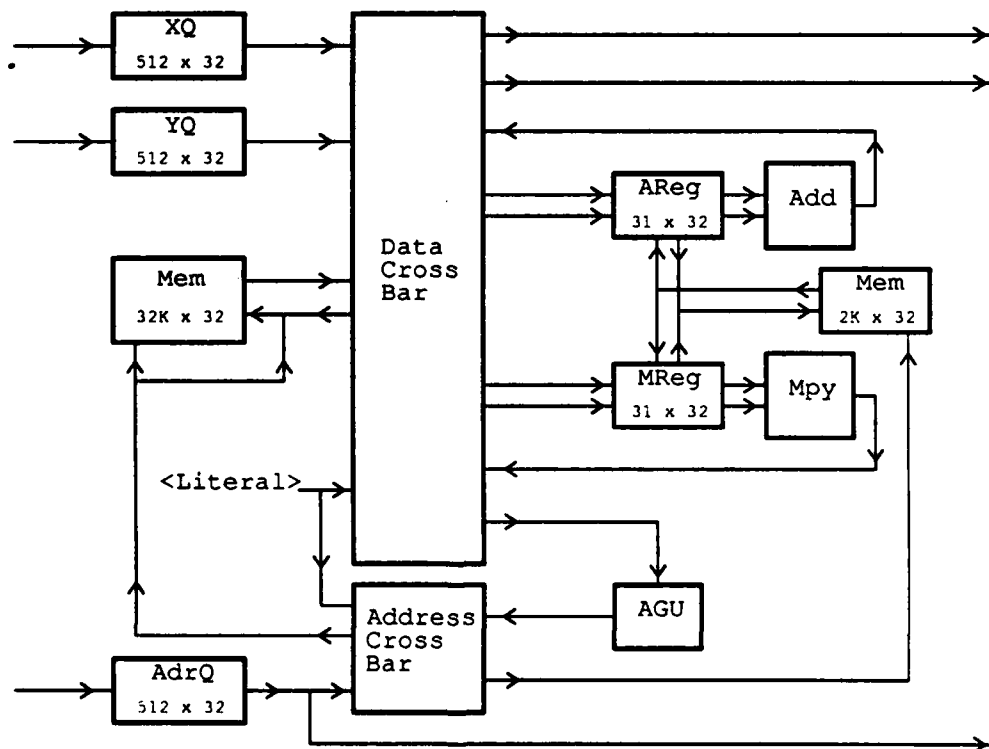 XQ
512 x 32
YQ
512 x 32
AReg
31 x 32
Add
Data
Cross
Bar
Mem
32K x 32
Mem
2K x 32
MReg
31 x 32
Mpy
<Literal>
AGU
Address
Cross
Bar
AdrQ
512 x 32